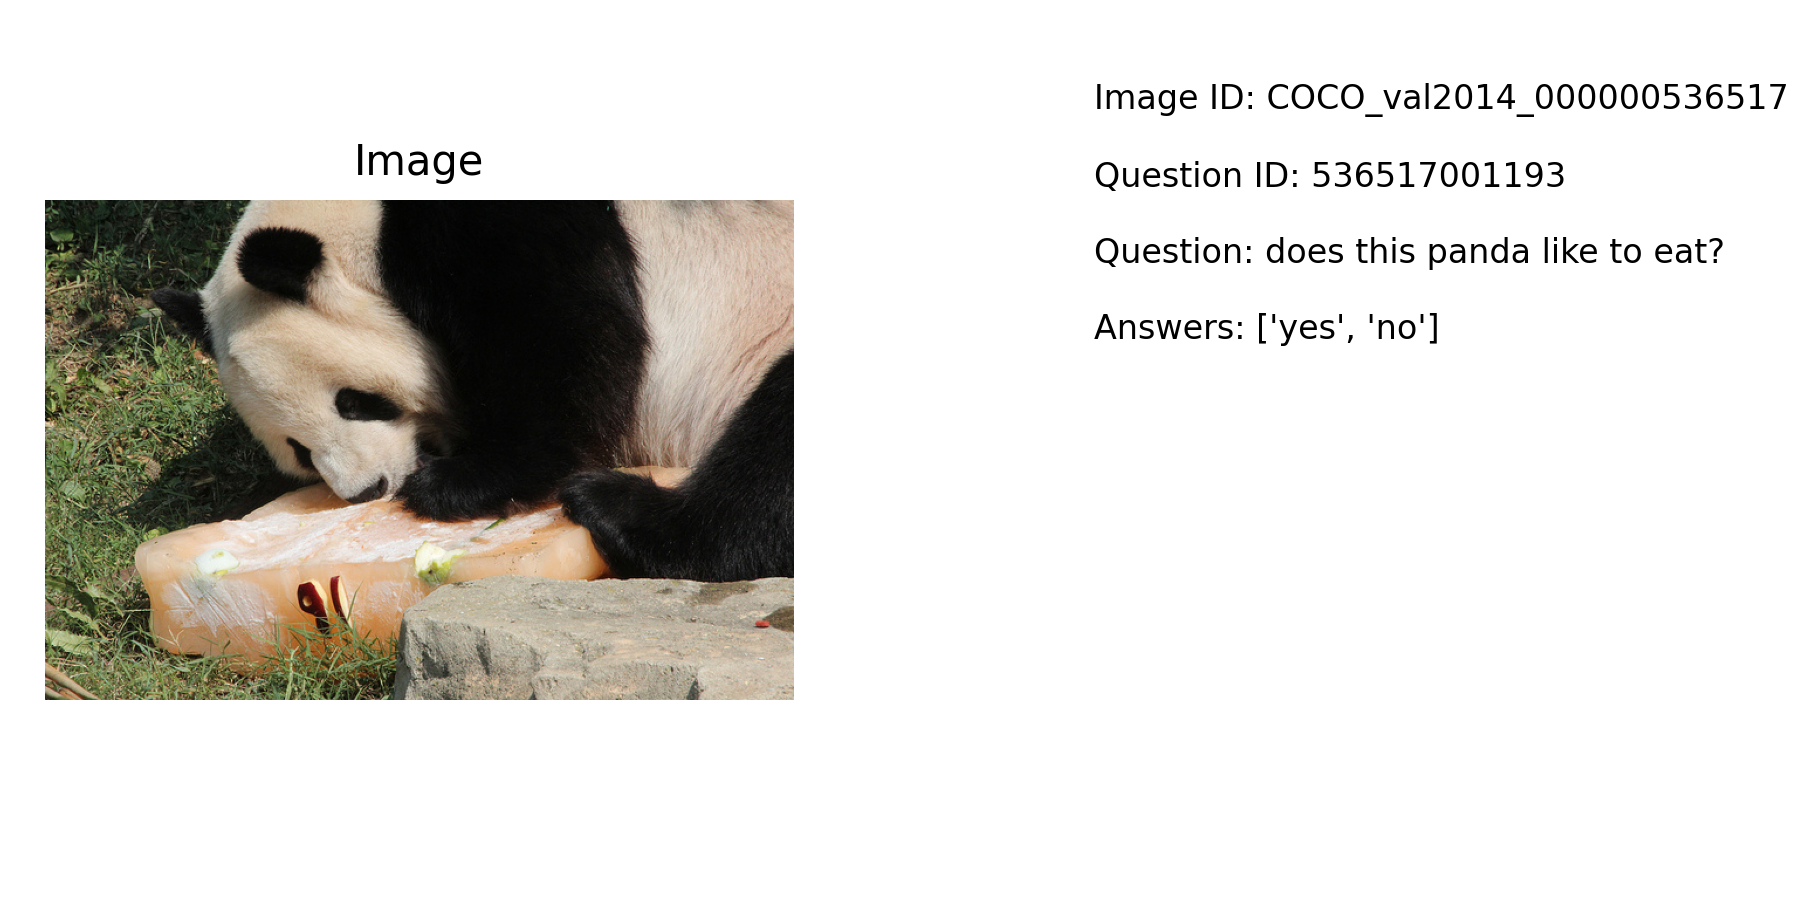 Image
Image ID: COCO_val2014_000000536517
Question ID: 536517001193
Question: does this panda like to eat?
Answers: ['yes', 'no']